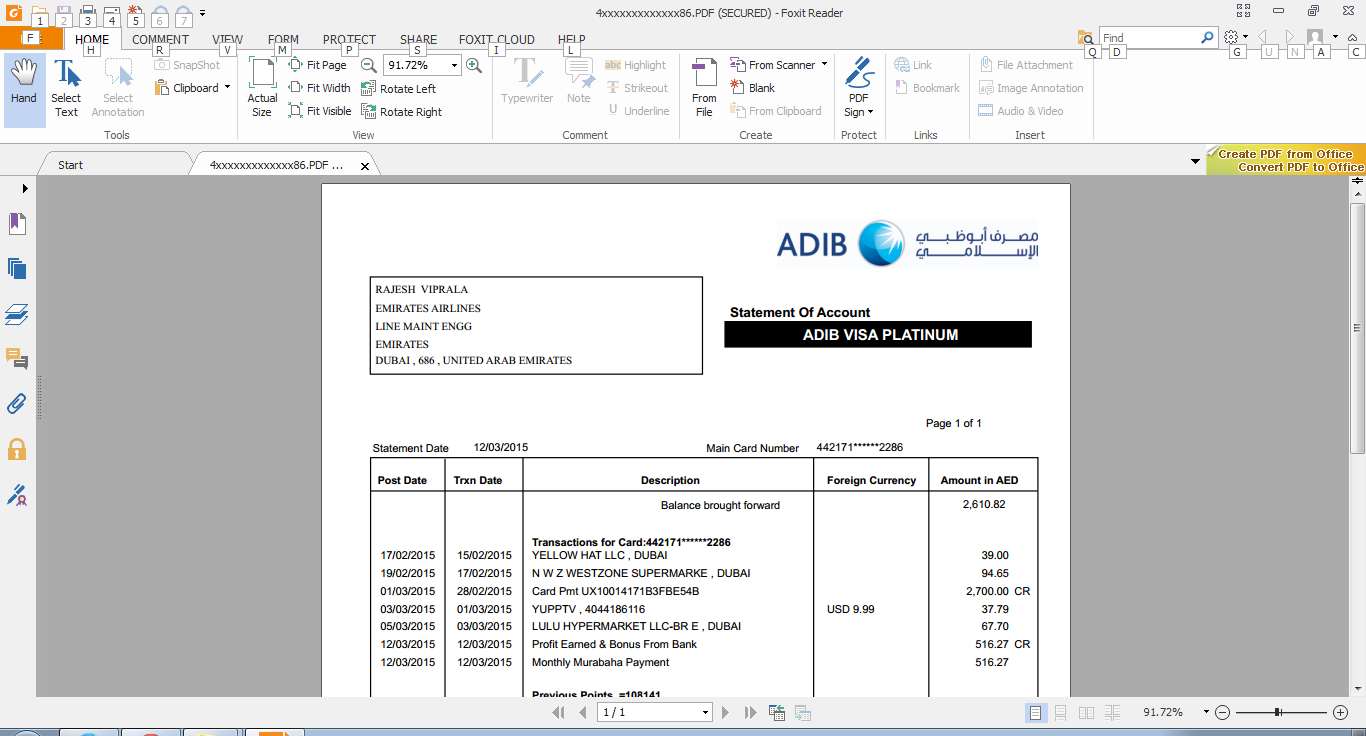 4xxxxxxxxxxxxx86.PDF (SECURED) - Foxit Reader
1 2 3 4 5 6 7
F HOME COMMENT VIEW FORM PROTECT SHARE FOXIT CLOUD HELP Find
H R V M P S I L Q D G U N A C
Hand
Select Text
Select Annotation
SnapShot
Clipboard
Tools
Actual Size
Fit Page
Fit Width
Fit Visible
91.72%
Rotate Left
Rotate Right
View
Typewriter
Note
abc Highlight
Strikeout
U Underline
Comment
From File
From Scanner
Blank
From Clipboard
Create
PDF Sign
Protect
Link
Bookmark
Links
File Attachment
Image Annotation
Audio & Video
Insert
Start
4xxxxxxxxxxxxx86.PDF ...
Create PDF from Office
Convert PDF to Office
ADIB
مصرف أبوظبي
الإسلامي
RAJESH VIPRALA
EMIRATES AIRLINES
LINE MAINT ENGG
EMIRATES
DUBAI , 686 , UNITED ARAB EMIRATES
Statement Of Account
ADIB VISA PLATINUM
Page 1 of 1
Statement Date 12/03/2015 Main Card Number 442171******2286
Post Date Trxn Date Description Foreign Currency Amount in AED
Balance brought forward 2,610.82
Transactions for Card:442171******2286
17/02/2015 15/02/2015 YELLOW HAT LLC , DUBAI 39.00
19/02/2015 17/02/2015 N W Z WESTZONE SUPERMARKE , DUBAI 94.65
01/03/2015 28/02/2015 Card Pmt UX10014171B3FBE54B 2,700.00 CR
03/03/2015 01/03/2015 YUPPTV , 4044186116 USD 9.99 37.79
05/03/2015 03/03/2015 LULU HYPERMARKET LLC-BR E , DUBAI 67.70
12/03/2015 12/03/2015 Profit Earned & Bonus From Bank 516.27 CR
12/03/2015 12/03/2015 Monthly Murabaha Payment 516.27
Previous Points =108141
1 / 1
91.72%